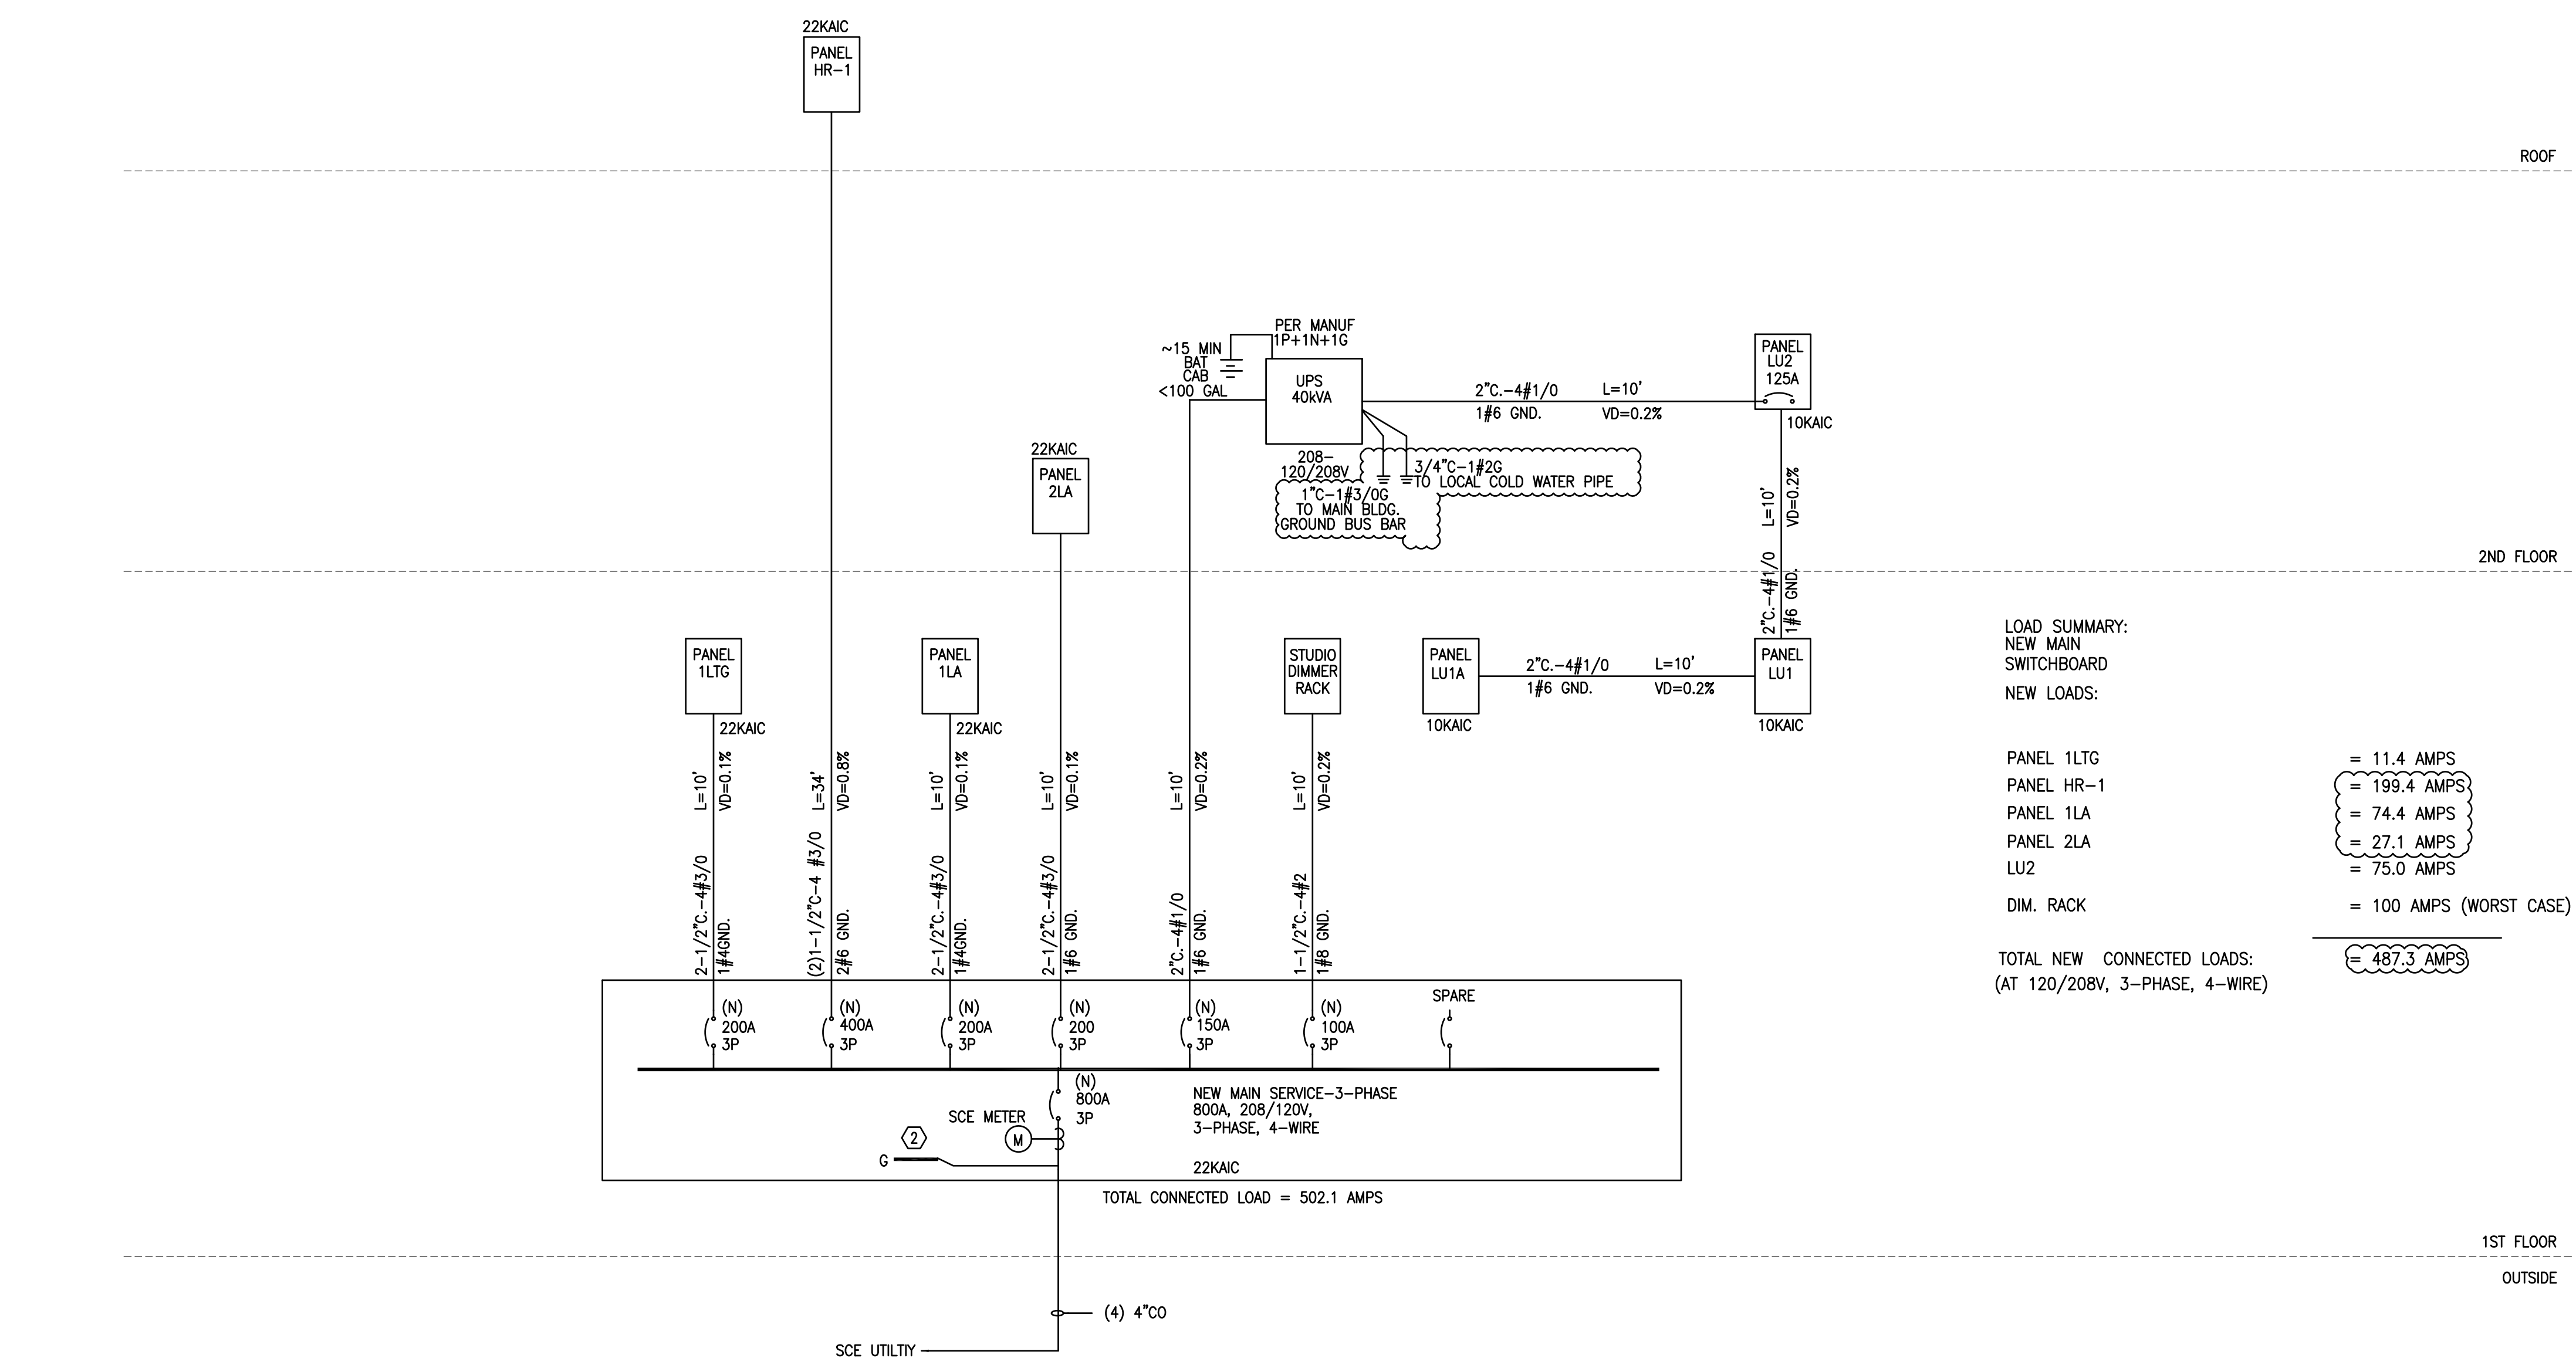 22KAIC
PANEL
HR-1
ROOF
PER MANUF
1P+1N+1G
~15 MIN
BAT
CAB
<100 GAL
UPS
40kVA
2"C.-4#1/0
L=10'
1#6 GND.
VD=0.2%
PANEL
LU2
125A
10KAIC
22KAIC
PANEL
2LA
208-
120/208V
3/4"C-1#2G
TO LOCAL COLD WATER PIPE
1"C-1#3/0G
TO MAIN BLDG.
GROUND BUS BAR
2"C.-4#1/0 L=10'
1#6 GND. VD=0.2%
2ND FLOOR
PANEL
1LTG
22KAIC
PANEL
1LA
22KAIC
STUDIO
DIMMER
RACK
PANEL
LU1A
10KAIC
2"C.-4#1/0
L=10'
1#6 GND.
VD=0.2%
PANEL
LU1
10KAIC
2-1/2"C.-4#3/0 L=10'
1#4GND. VD=0.1%
(2)1-1/2"C-4 #3/0 L=34'
2#6 GND. VD=0.8%
2-1/2"C.-4#3/0 L=10'
1#4GND. VD=0.1%
2-1/2"C.-4#3/0 L=10'
1#6 GND. VD=0.1%
2"C.-4#1/0 L=10'
1#6 GND. VD=0.2%
1-1/2"C.-4#2 L=10'
1#8 GND. VD=0.2%
LOAD SUMMARY:
NEW MAIN
SWITCHBOARD
NEW LOADS:
PANEL 1LTG = 11.4 AMPS
PANEL HR-1 = 199.4 AMPS
PANEL 1LA = 74.4 AMPS
PANEL 2LA = 27.1 AMPS
LU2 = 75.0 AMPS
DIM. RACK = 100 AMPS (WORST CASE)
TOTAL NEW CONNECTED LOADS: = 487.3 AMPS
(AT 120/208V, 3-PHASE, 4-WIRE)
(N)
200A
3P
(N)
400A
3P
(N)
200A
3P
(N)
200
3P
(N)
150A
3P
(N)
100A
3P
SPARE
(N)
800A
3P
SCE METER
M
2
G
NEW MAIN SERVICE-3-PHASE
800A, 208/120V,
3-PHASE, 4-WIRE
22KAIC
TOTAL CONNECTED LOAD = 502.1 AMPS
1ST FLOOR
OUTSIDE
(4) 4"CO
SCE UTILTIY